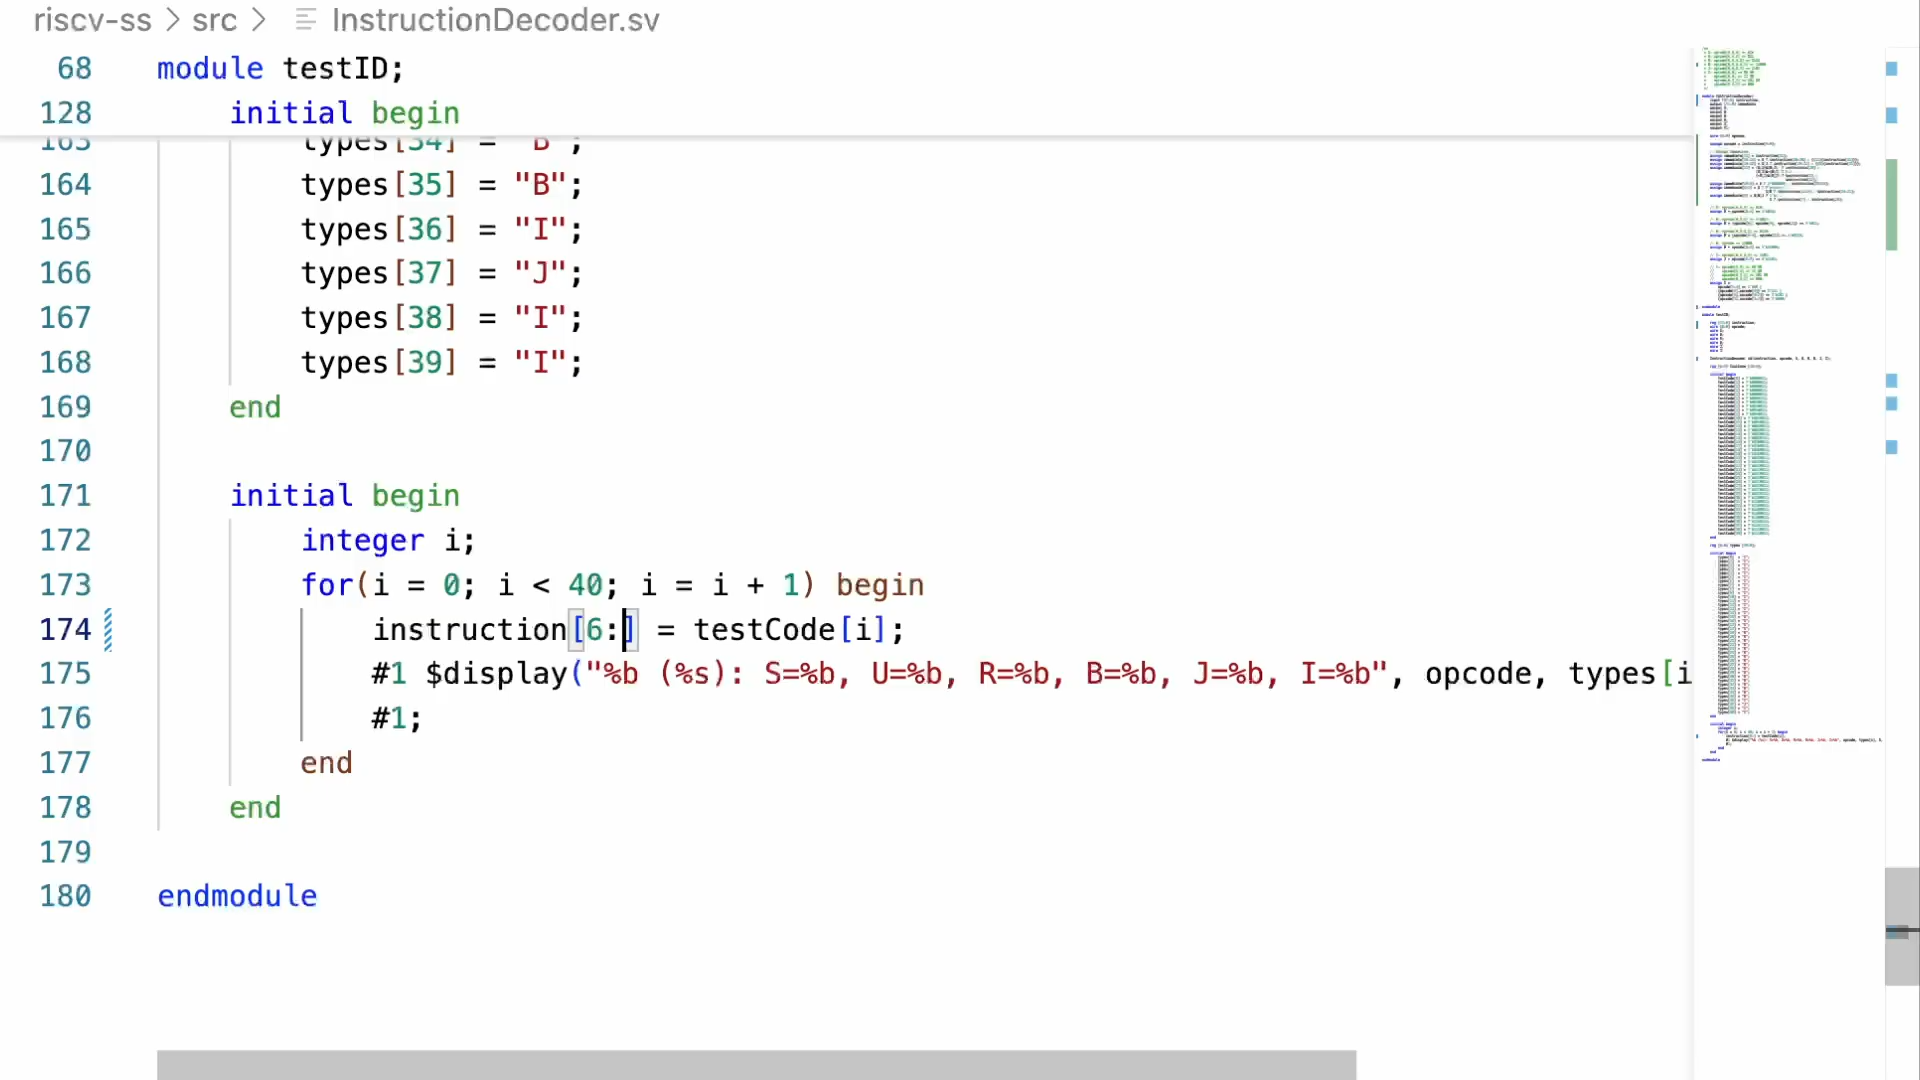 riscv-ss > src > InstructionDecoder.sv
68 module testID;
128 initial begin
163 types[34] = "B";
164 types[35] = "B";
165 types[36] = "I";
166 types[37] = "J";
167 types[38] = "I";
168 types[39] = "I";
169 end
170
171 initial begin
172 integer i;
173 for(i = 0; i < 40; i = i + 1) begin
174 instruction[6:] = testCode[i];
175 #1 $display("%b (%s): S=%b, U=%b, R=%b, B=%b, J=%b, I=%b", opcode, types[i
176 #1;
177 end
178 end
179
180 endmodule